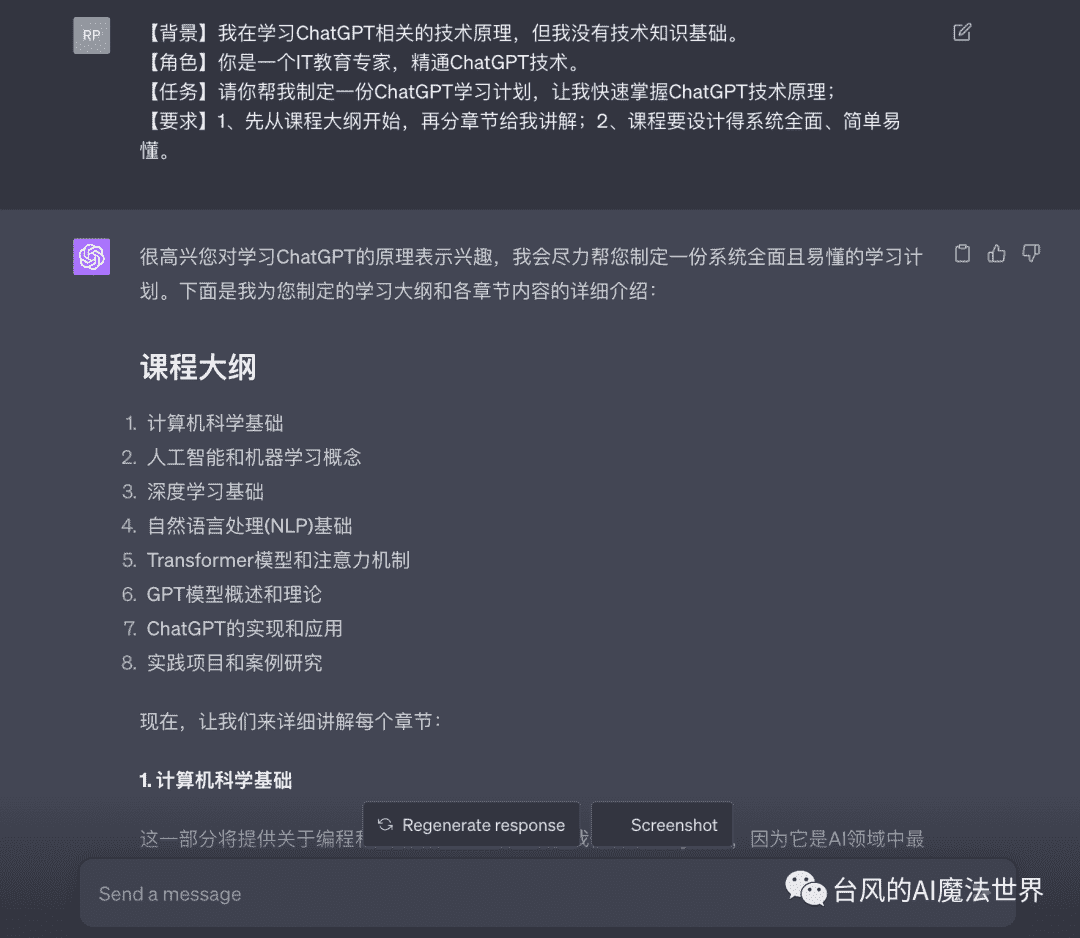 RP
【背景】我在学习ChatGPT相关的技术原理，但我没有技术知识基础。
【角色】你是一个IT教育专家，精通ChatGPT技术。
【任务】请你帮我制定一份ChatGPT学习计划，让我快速掌握ChatGPT技术原理；
【要求】1、先从课程大纲开始，再分章节给我讲解；2、课程要设计得系统全面、简单易
懂。
很高兴您对学习ChatGPT的原理表示兴趣，我会尽力帮您制定一份系统全面且易懂的学习计
划。下面是我为您制定的学习大纲和各章节内容的详细介绍：
课程大纲
1. 计算机科学基础
2. 人工智能和机器学习概念
3. 深度学习基础
4. 自然语言处理(NLP)基础
5. Transformer模型和注意力机制
6. GPT模型概述和理论
7. ChatGPT的实现和应用
8. 实践项目和案例研究
现在，让我们来详细讲解每个章节：
1. 计算机科学基础
这一部分将提供关于编程 ，因为它是AI领域中最
Regenerate response
Screenshot
Send a message
台风的AI魔法世界